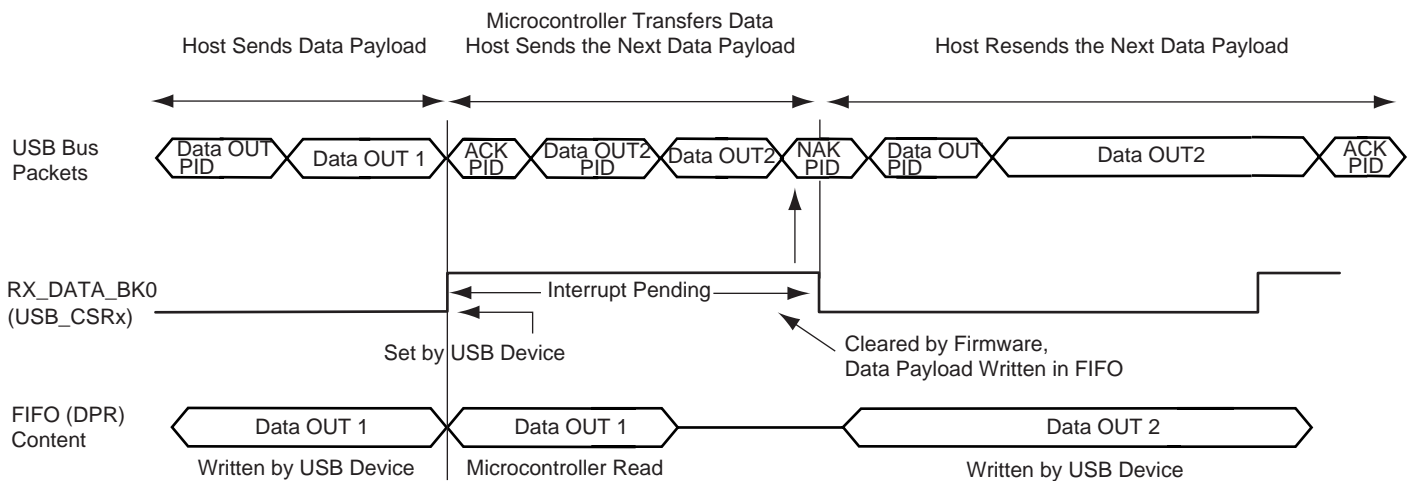 Microcontroller Transfers Data
Host Sends Data Payload
Host Sends the Next Data Payload
Host Resends the Next Data Payload
USB Bus
Packets
Data OUT
PID
Data OUT 1
ACK
PID
Data OUT2
PID
Data OUT2
NAK
PID
Data OUT
PID
Data OUT2
ACK
PID
RX_DATA_BK0
(USB_CSRx)
Interrupt Pending
Set by USB Device
Cleared by Firmware,
Data Payload Written in FIFO
FIFO (DPR)
Content
Data OUT 1
Data OUT 1
Data OUT 2
Written by USB Device
Microcontroller Read
Written by USB Device